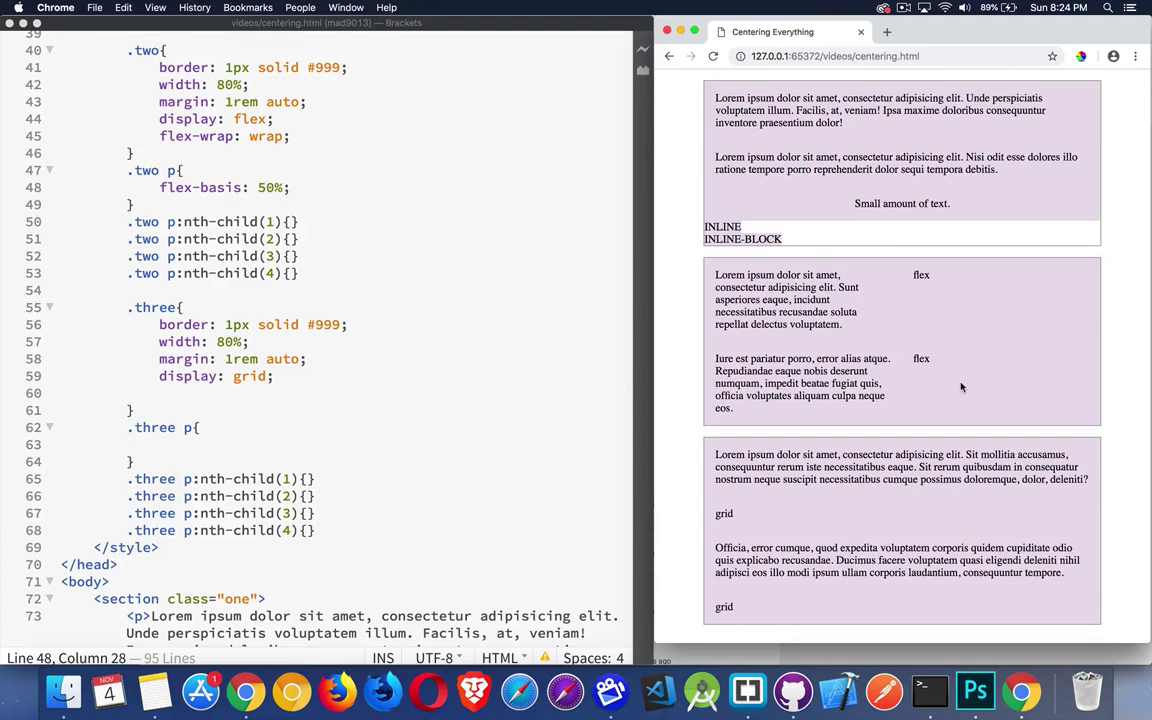 Chrome File Edit View History Bookmarks People Window Help
89% Sun 8:24 PM
videos/centering.html (mad9013) — Brackets
39
40 .two{
41 border: 1px solid #999;
42 width: 80%;
43 margin: 1rem auto;
44 display: flex;
45 flex-wrap: wrap;
46 }
47 .two p{
48 flex-basis: 50%;
49 }
50 .two p:nth-child(1){}
51 .two p:nth-child(2){}
52 .two p:nth-child(3){}
53 .two p:nth-child(4){}
54
55 .three{
56 border: 1px solid #999;
57 width: 80%;
58 margin: 1rem auto;
59 display: grid;
60
61 }
62 .three p{
63
64 }
65 .three p:nth-child(1){}
66 .three p:nth-child(2){}
67 .three p:nth-child(3){}
68 .three p:nth-child(4){}
69 </style>
70 </head>
71 <body>
72 <section class="one">
73 <p>Lorem ipsum dolor sit amet, consectetur adipisicing elit.
Unde perspiciatis voluptatem illum. Facilis, at, veniam!
Line 48, Column 28 — 95 Lines
INS UTF-8 HTML Spaces: 4
Centering Everything
127.0.0.1:65372/videos/centering.html
Lorem ipsum dolor sit amet, consectetur adipisicing elit. Unde perspiciatis
voluptatem illum. Facilis, at, veniam! Ipsa maxime doloribus consequuntur
inventore praesentium dolor!
Lorem ipsum dolor sit amet, consectetur adipisicing elit. Nisi odit esse dolores illo
ratione tempore porro reprehenderit dolor sequi tempora debitis.
Small amount of text.
INLINE
INLINE-BLOCK
Lorem ipsum dolor sit amet,
consectetur adipisicing elit. Sunt
asperiores eaque, incidunt
necessitatibus recusandae soluta
repellat delectus voluptatem.
flex
Iure est pariatur porro, error alias atque.
Repudiandae eaque nobis deserunt
numquam, impedit beatae fugiat quis,
officia voluptates aliquam culpa neque
eos.
flex
Lorem ipsum dolor sit amet, consectetur adipisicing elit. Sit mollitia accusamus,
consequuntur rerum iste necessitatibus eaque. Sit rerum quibusdam in consequatur
nostrum neque suscipit necessitatibus cumque possimus doloremque, dolor, deleniti?
grid
Officia, error cumque, quod expedita voluptatem corporis quidem cupiditate odio
quis explicabo recusandae. Ducimus facere voluptatem quasi eligendi deleniti nihil
adipisci eos illo modi ipsum ullam corporis laudantium, consequuntur tempore.
grid
s ago
NOV
4
1
Ps